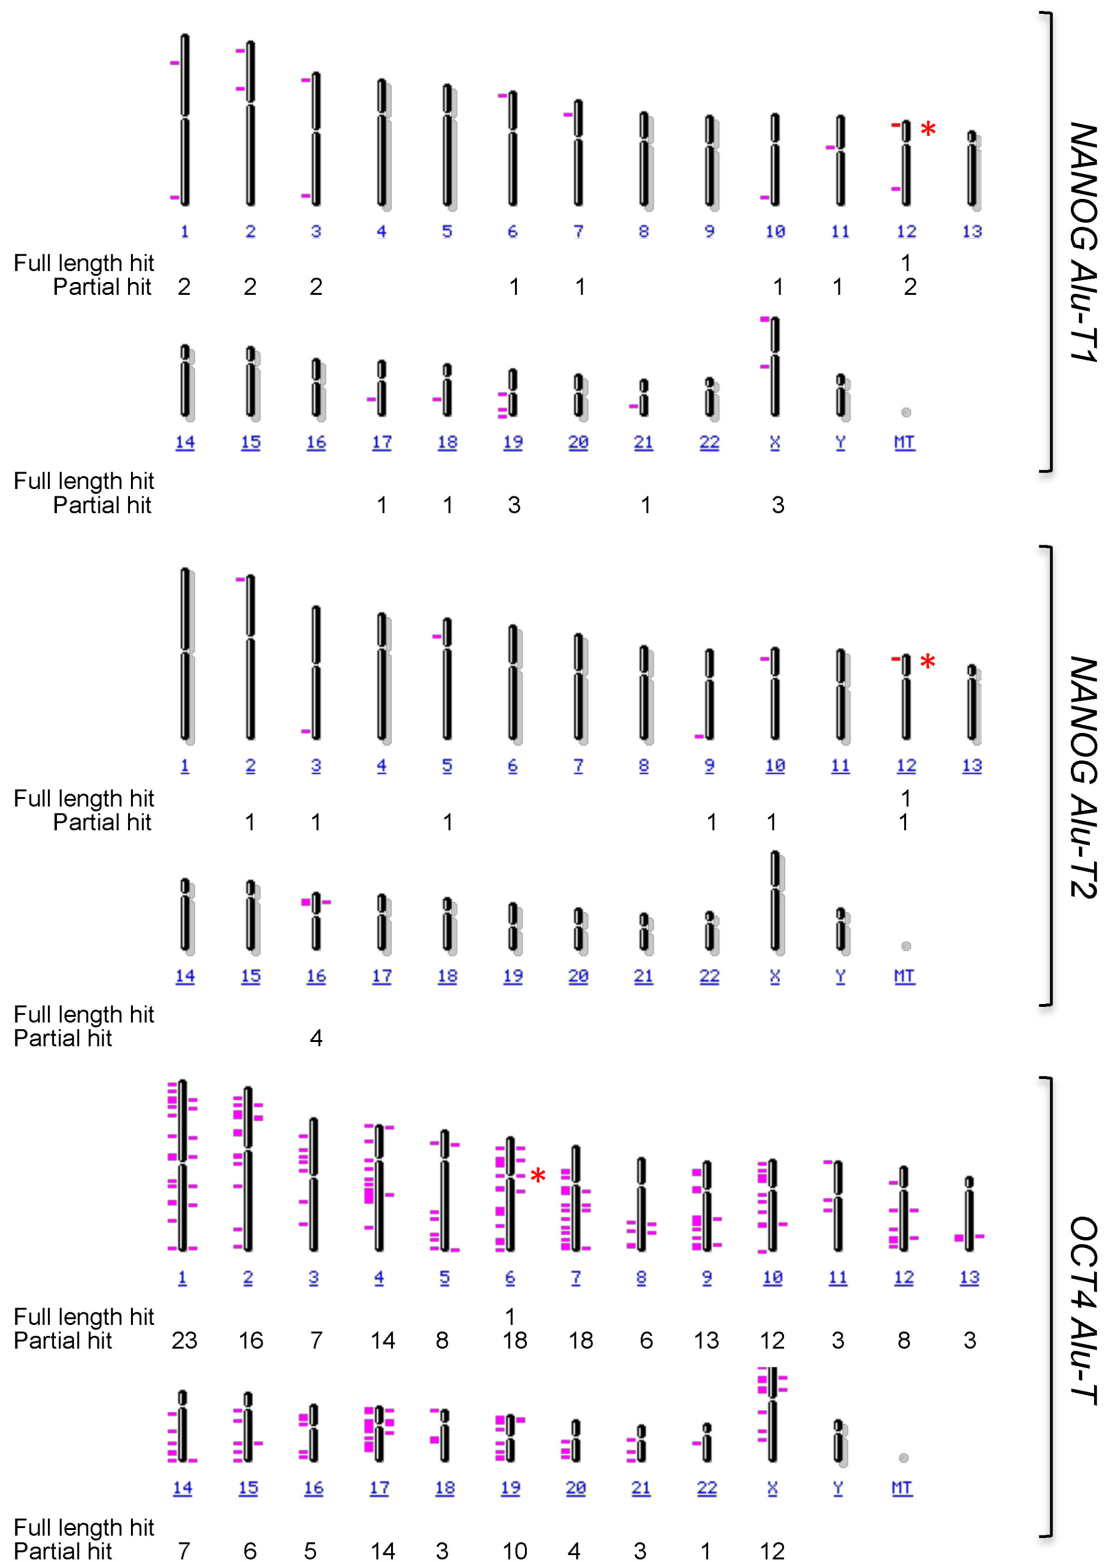 1 2 3 4 5 6 7 8 9 10 11 12 13
*
Full length hit 1
Partial hit 2 2 2 1 1 1 1 2
14 15 16 17 18 19 20 21 22 X Y MT
Full length hit
Partial hit 1 1 3 1 3
NANOG Alu-T1
*
1 2 3 4 5 6 7 8 9 10 11 12 13
Full length hit 1
Partial hit 1 1 1 1 1 1
14 15 16 17 18 19 20 21 22 X Y MT
Full length hit
Partial hit 4
NANOG Alu-T2
*
1 2 3 4 5 6 7 8 9 10 11 12 13
Full length hit 1
Partial hit 23 16 7 14 8 18 18 6 13 12 3 8 3
14 15 16 17 18 19 20 21 22 X Y MT
Full length hit
Partial hit 7 6 5 14 3 10 4 3 1 12
OCT4 Alu-T